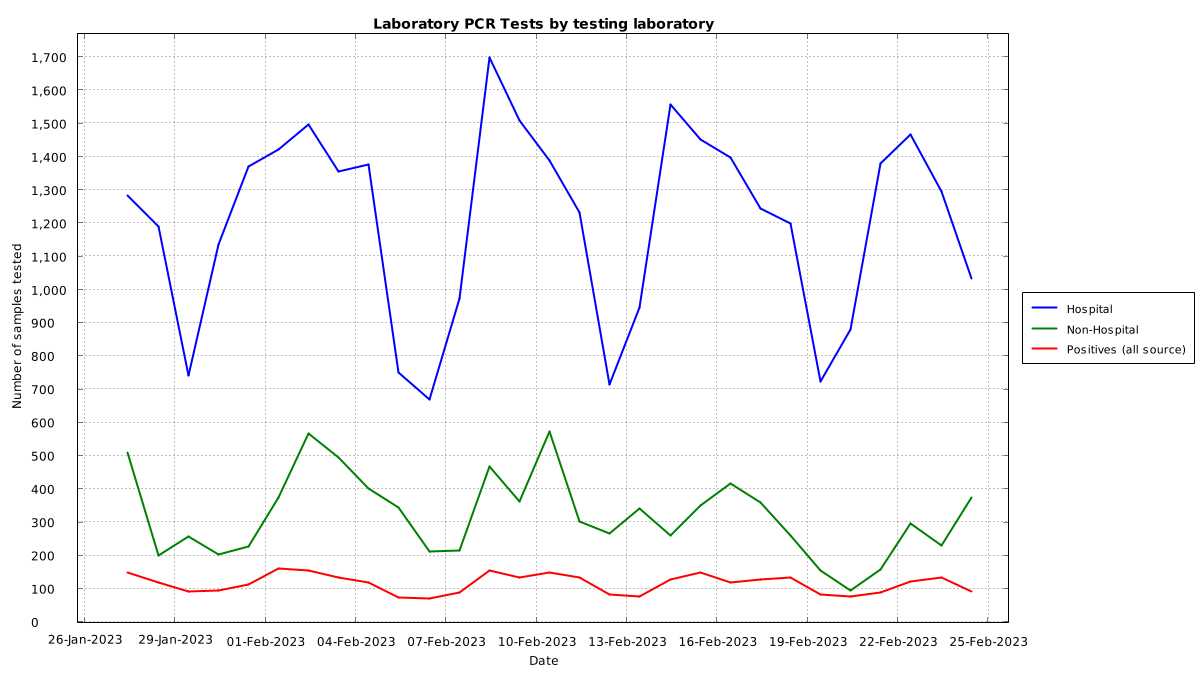 Laboratory PCR Tests by testing laboratory
1,700
1,600
1,500
1,400
1,300
1,200
1,100
1,000
900
800
700
600
500
400
300
200
100
0
Number of samples tested
26-Jan-2023 29-Jan-2023 01-Feb-2023 04-Feb-2023 07-Feb-2023 10-Feb-2023 13-Feb-2023 16-Feb-2023 19-Feb-2023 22-Feb-2023 25-Feb-2023
Date
Hospital
Non-Hospital
Positives (all source)